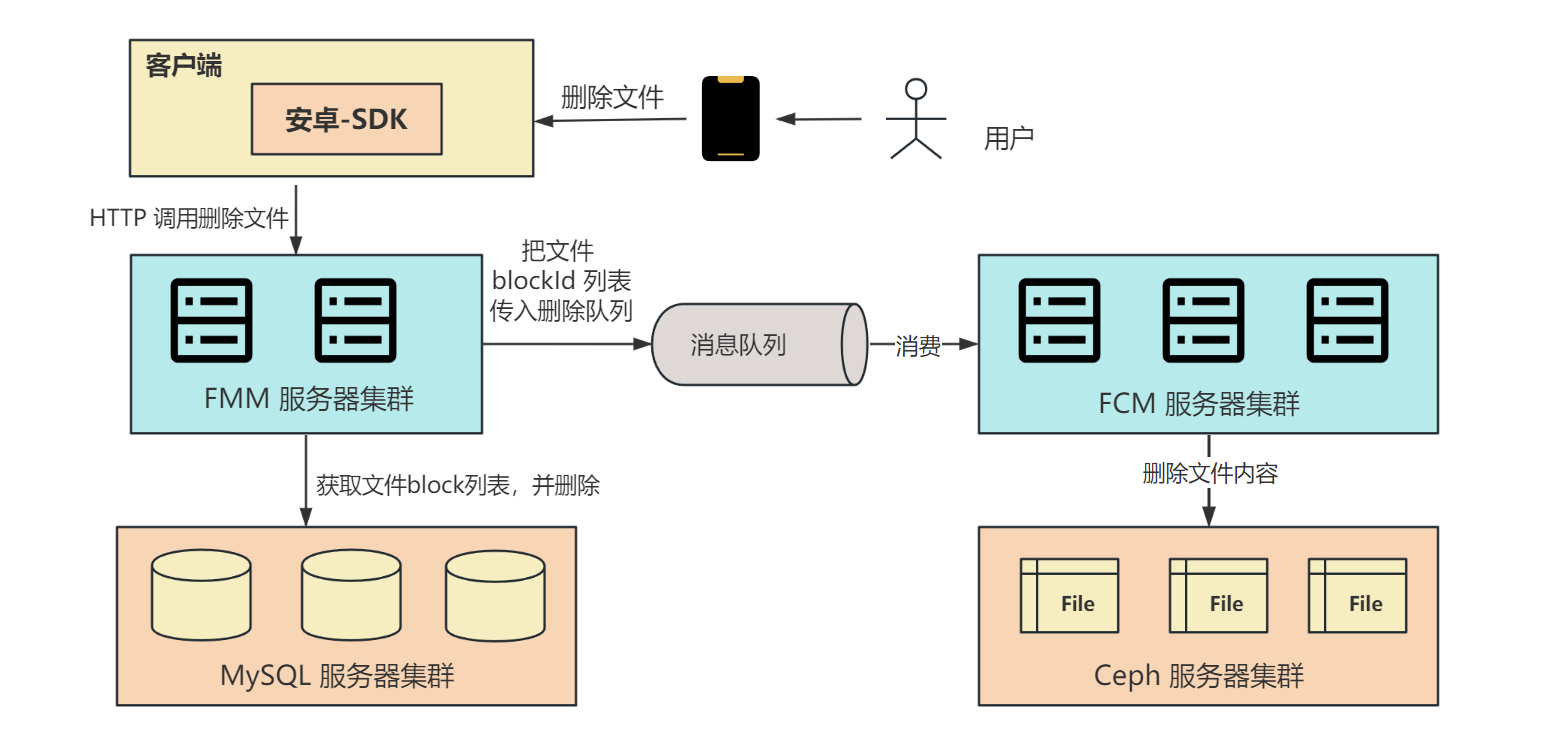 客户端
安卓-SDK
删除文件
用户
HTTP 调用删除文件
把文件
blockId 列表
传入删除队列
消息队列
消费
FMM 服务器集群
FCM 服务器集群
获取文件block列表，并删除
删除文件内容
File
File
File
MySQL 服务器集群
Ceph 服务器集群